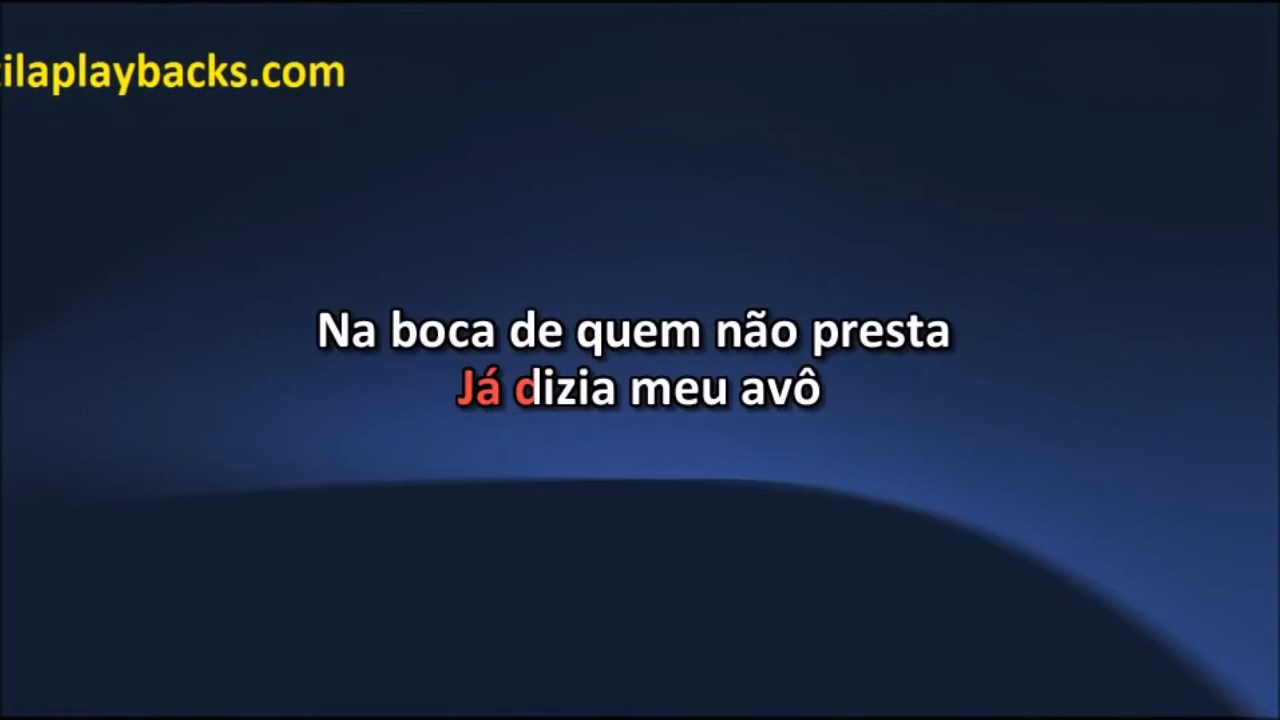 ilaplaybacks.com
Na boca de quem não presta
Já dizia meu avô